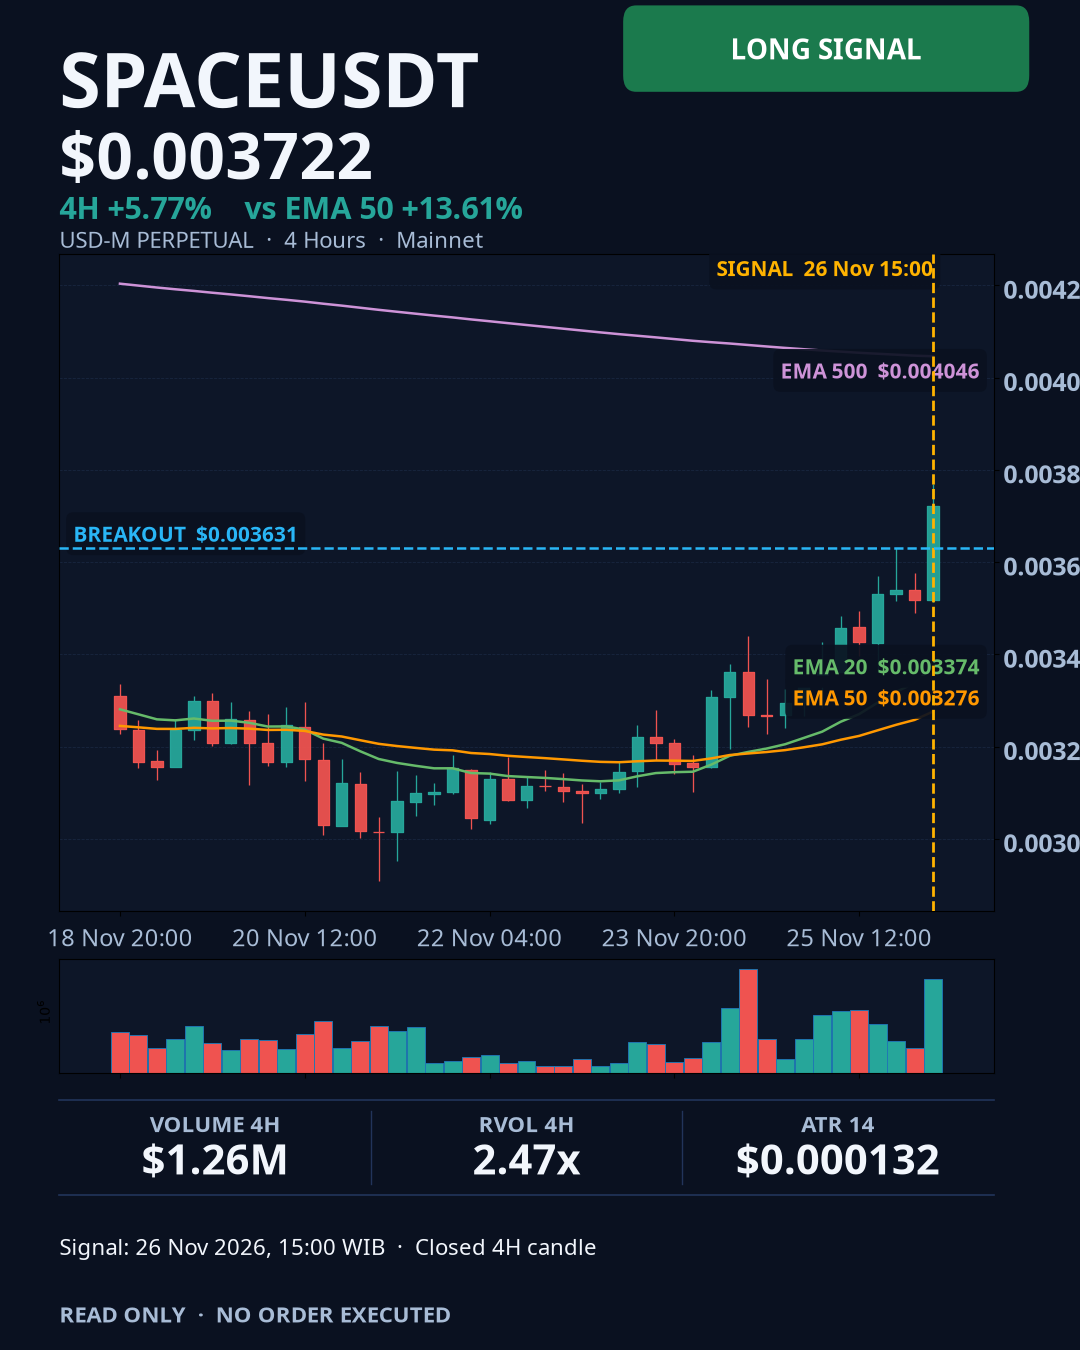 LONG SIGNAL
SPACEUSDT
$0.003722
4H +5.77% vs EMA 50 +13.61%
USD-M PERPETUAL · 4 Hours · Mainnet
SIGNAL 26 Nov 15:00
0.0042
EMA 500 $0.004046
0.0040
0.0038
BREAKOUT $0.003631
0.0036
EMA 20 $0.003374
0.0034
EMA 50 $0.003276
0.0032
0.0030
18 Nov 20:00 20 Nov 12:00 22 Nov 04:00 23 Nov 20:00 25 Nov 12:00
10⁶
VOLUME 4H RVOL 4H ATR 14
$1.26M 2.47x $0.000132
Signal: 26 Nov 2026, 15:00 WIB · Closed 4H candle
READ ONLY · NO ORDER EXECUTED